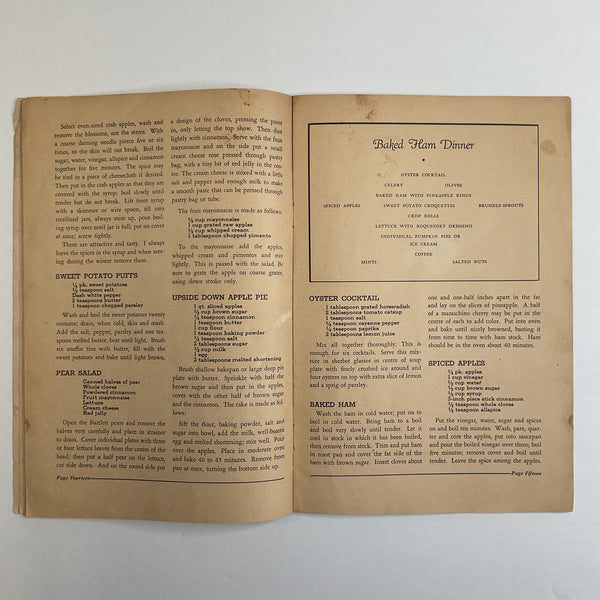 Select even-sized crab apples, wash and
remove the blossoms, not the stems. With
a coarse darning needle pierce five or six
times, so the skin will not break. Boil the
sugar, water, vinegar, allspice and cinnamon
together for five minutes. The spice may
be tied in a piece of cheesecloth if desired.
Then put in the crab apples so that they are
covered with the syrup; boil slowly until
tender but do not break. Lift from syrup
with a skimmer or wire spoon, fill into
sterilized jars, always stem up, pour boil-
ing syrup over until jar is full; put on cover
at once; screw tightly.
These are attractive and tasty. I always
leave the spices in the syrup and when serv-
ing during the winter remove them.
SWEET POTATO PUFFS
½ pk. sweet potatoes
teaspoon salt
Dash white pepper
teaspoons butter
teaspoon chopped parsley
Wash and boil the sweet potatoes twenty
minutes; drain, when cold, skin and mash
Add the salt, pepper, parsley and one tea-
spoon melted butter; beat until light. Brush
six muffin tins with butter, fill with the
sweet potatoes and bake until light brown.
PEAR SALAD
Canned halves of pear
Whole cloves
Powdered cinnamon
Fruit mayonnaise
Lettuce
Cream cheese
Red jelly
Open the Bartlett pears and remove the
halves very carefully and place in strainer
to drain. Cover individual plates with three
or four lettuce leaves from the centre of the
head; then put a half pear on the lettuce,
cut side down. And on the round side put
Page Fourteen
a design of the cloves, pressing the point
in, only letting the top show. Then dust
lightly with cinnamon. Serve with the fruit
mayonnaise and on the side put a small
cream cheese rose pressed through pastry
bag, with a tiny bit of red jelly in the cen-
tre. The cream cheese is mixed with a little
salt and pepper and enough milk to make
a smooth paste that can be pressed through
pastry bag or tube.
The fruit mayonnaise is made as follows:
½ cup mayonnaise
1 cup grated raw apples
½ cup whipped cream
1 tablespoon chopped pimento
To the mayonnaise add the apples,
whipped cream and pimentos and mix
lightly. This is passed with the salad. Be
sure to grate the apple on coarse grater,
using down stroke only.
UPSIDE DOWN APPLE PIE
1 qt. sliced apples
cup brown sugar
teaspoon cinnamon
1 teaspoon butter
1 cup flour
teaspoon baking powder
teaspoon salt
2 tablespoons sugar
cup milk
1 egg
2 tablespoons melted shortening
Brush shallow bakepan or large deep pie
plate with butter. Sprinkle with half the
brown sugar and then put in the apples,
cover with the other half of brown sugar
and the cinnamon. The cake is made as fol-
lows:
Sift the flour, baking powder, salt and
sugar into bowl, add the milk, well-beaten
egg and melted shortening; mix well. Pour
over the apples. Place in moderate oven
and bake 40 to 45 minutes. Remove from
pan at once, turning the bottom side up.
Baked Ham Dinner
OYSTER COCKTAIL
CELERY OLIVES
BAKED HAM WITH PINEAPPLE RINGS
SPICED APPLES SWEET POTATO CROQUETTES BRUSSELS SPROUTS
CRISP ROLLS
LETTUCE WITH ROQUEFORT DRESSING
INDIVIDUAL PUMPKIN PIES OR
ICE CREAM
COFFEE
MINTS SALTED NUTS
OYSTER COCKTAIL
1 tablespoon grated horseradish
2 tablespoons tomato catsup
1 teaspoon salt
teaspoon cayenne pepper
teaspoon paprika
2 tablespoons lemon juice
Mix all together thoroughly. This is
enough for six cocktails. Serve this mix-
ture in sherbet glasses in centre of soup
plate with finely crushed ice around and
four oysters on top with extra slice of lemon
and a sprig of parsley.
BAKED HAM
Wash the ham in cold water; put on to
boil in cold water. Bring ham to a boil
and boil very slowly until tender. Let it
cool in stock in which it has been boiled,
then remove from stock. Trim and put ham
in roast pan and cover the fat side of the
ham with brown sugar. Insert cloves about
one and one-half inches apart in the fat
and lay on the slices of pineapple. A half
of a maraschino cherry may be put in the
center of each slice of pineapple. Put into oven
and bake until nicely browned, basting it
from time to time with ham stock. Ham
should be in the oven about 40 minutes.
SPICED APPLES
pk. apples
1 cup vinegar
cup water
cup brown sugar
cup syrup
2-inch piece stick cinnamon
teaspoon whole cloves
teaspoon allspice
Put the vinegar, water, sugar and spices
on and boil ten minutes. Wash, pare, quar-
ter and core the apples, put into saucepan
and pour the boiled vinegar over them; boil
five minutes; remove cover and boil until
tender. Leave the spice among the apples.
Page Fifteen